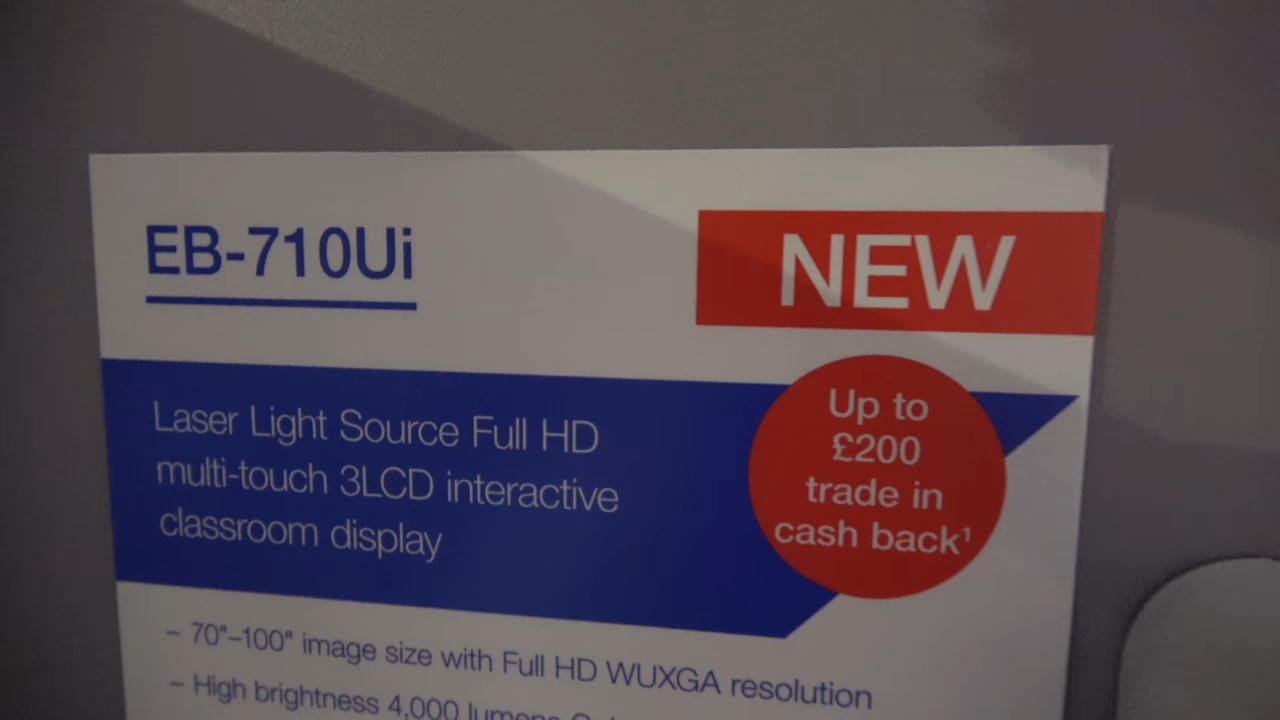 EB-710Ui
NEW
Laser Light Source Full HD
multi-touch 3LCD interactive
classroom display
Up to
£200
trade in
cash back¹
– 70"–100" image size with Full HD WUXGA resolution
– High brightness 4,000 lumens